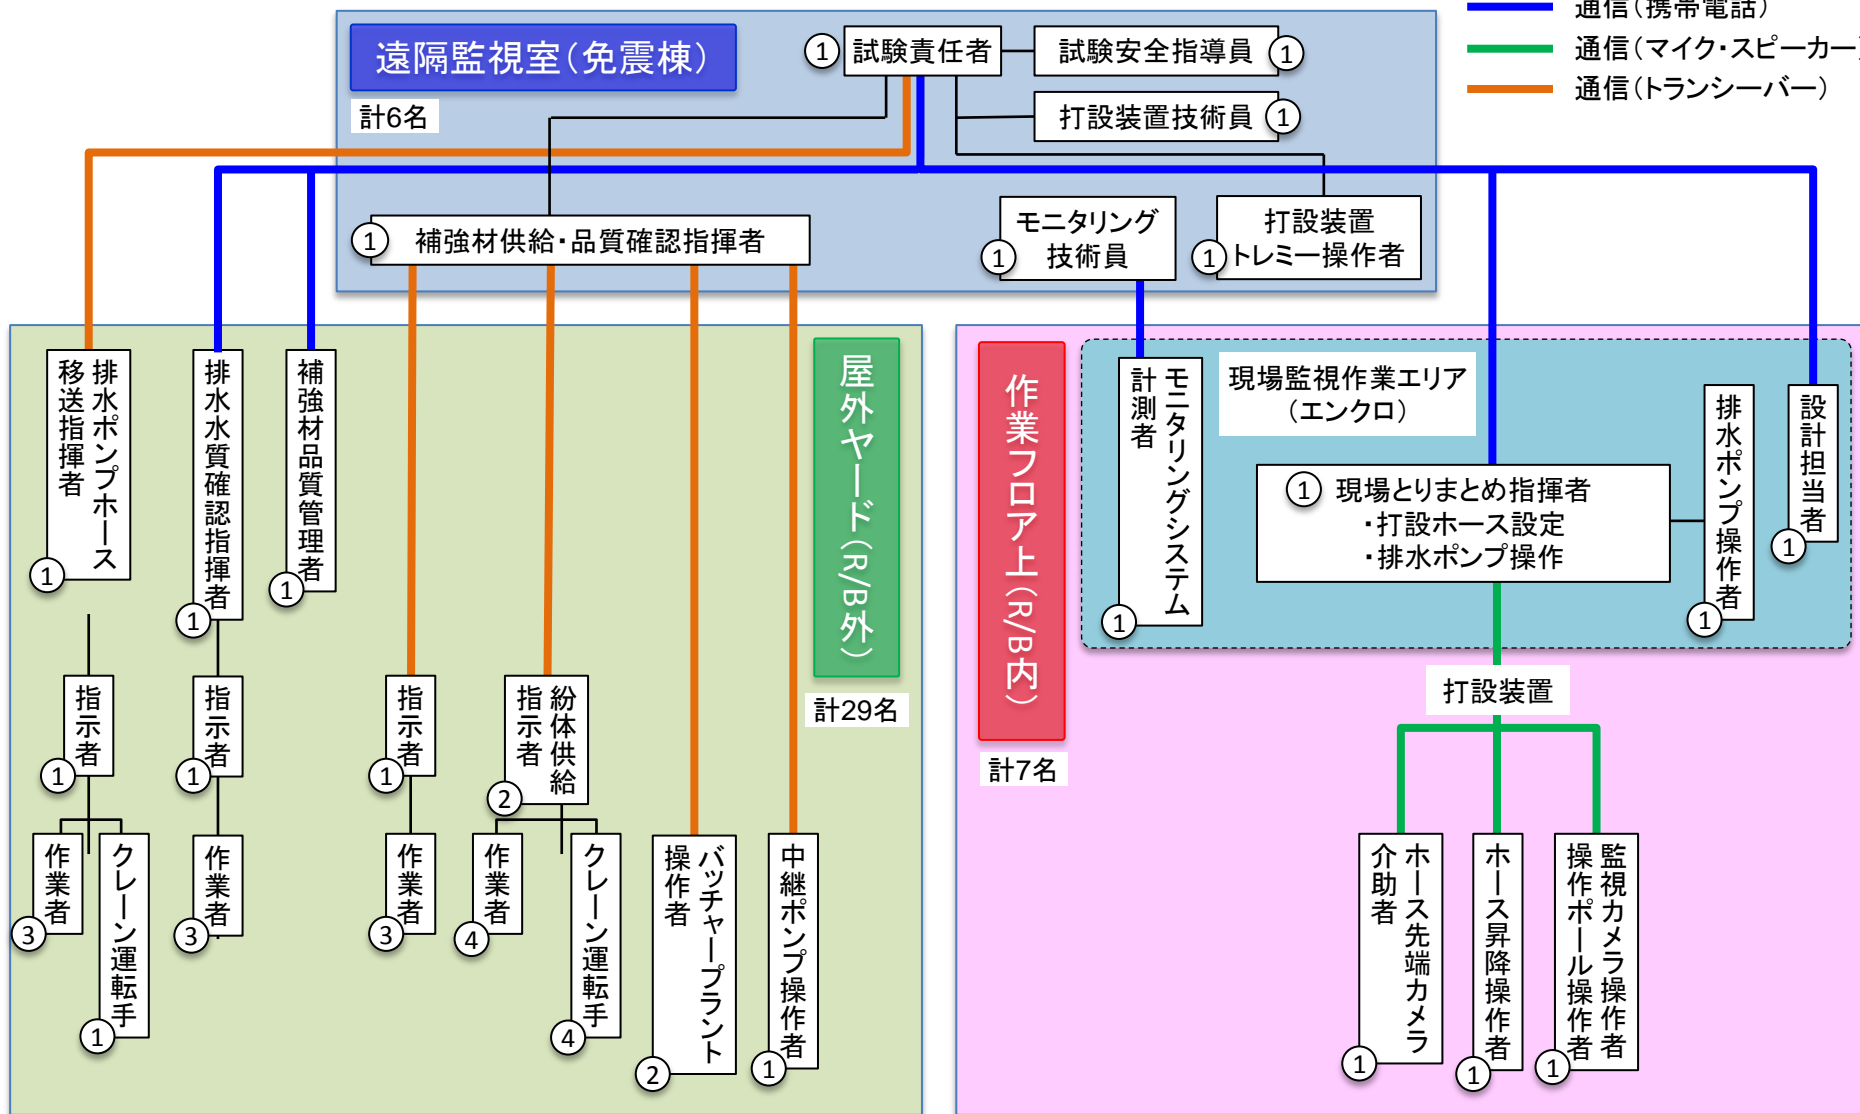 通信（携帯電話）
通信（マイク・スピーカー）
通信（トランシーバー）
遠隔監視室（免震棟）
計6名
①
試験責任者
試験安全指導員
①
打設装置技術員
①
①
補強材供給・品質確認指揮者
モニタリング
技術員
①
打設装置
トレミー操作者
①
屋外ヤード（R/B外）
計29名
排水ポンプホース
移送指揮者
①
排水水質確認指揮者
①
補強材品質管理者
①
指示者
①
指示者
①
指示者
①
紛体供給
指示者
②
作業者
③
クレーン運転手
①
作業者
③
作業者
③
作業者
④
クレーン運転手
④
バッチャープラント
操作者
②
中継ポンプ操作者
①
作業フロア上（R/B内）
計7名
モニタリングシステム
計測者
①
現場監視作業エリア
（エンクロ）
① 現場とりまとめ指揮者
・打設ホース設定
・排水ポンプ操作
排水ポンプ操作者
①
設計担当者
①
打設装置
ホース先端カメラ
介助者
①
ホース昇降操作者
①
監視カメラ操作者
操作ポール操作者
①